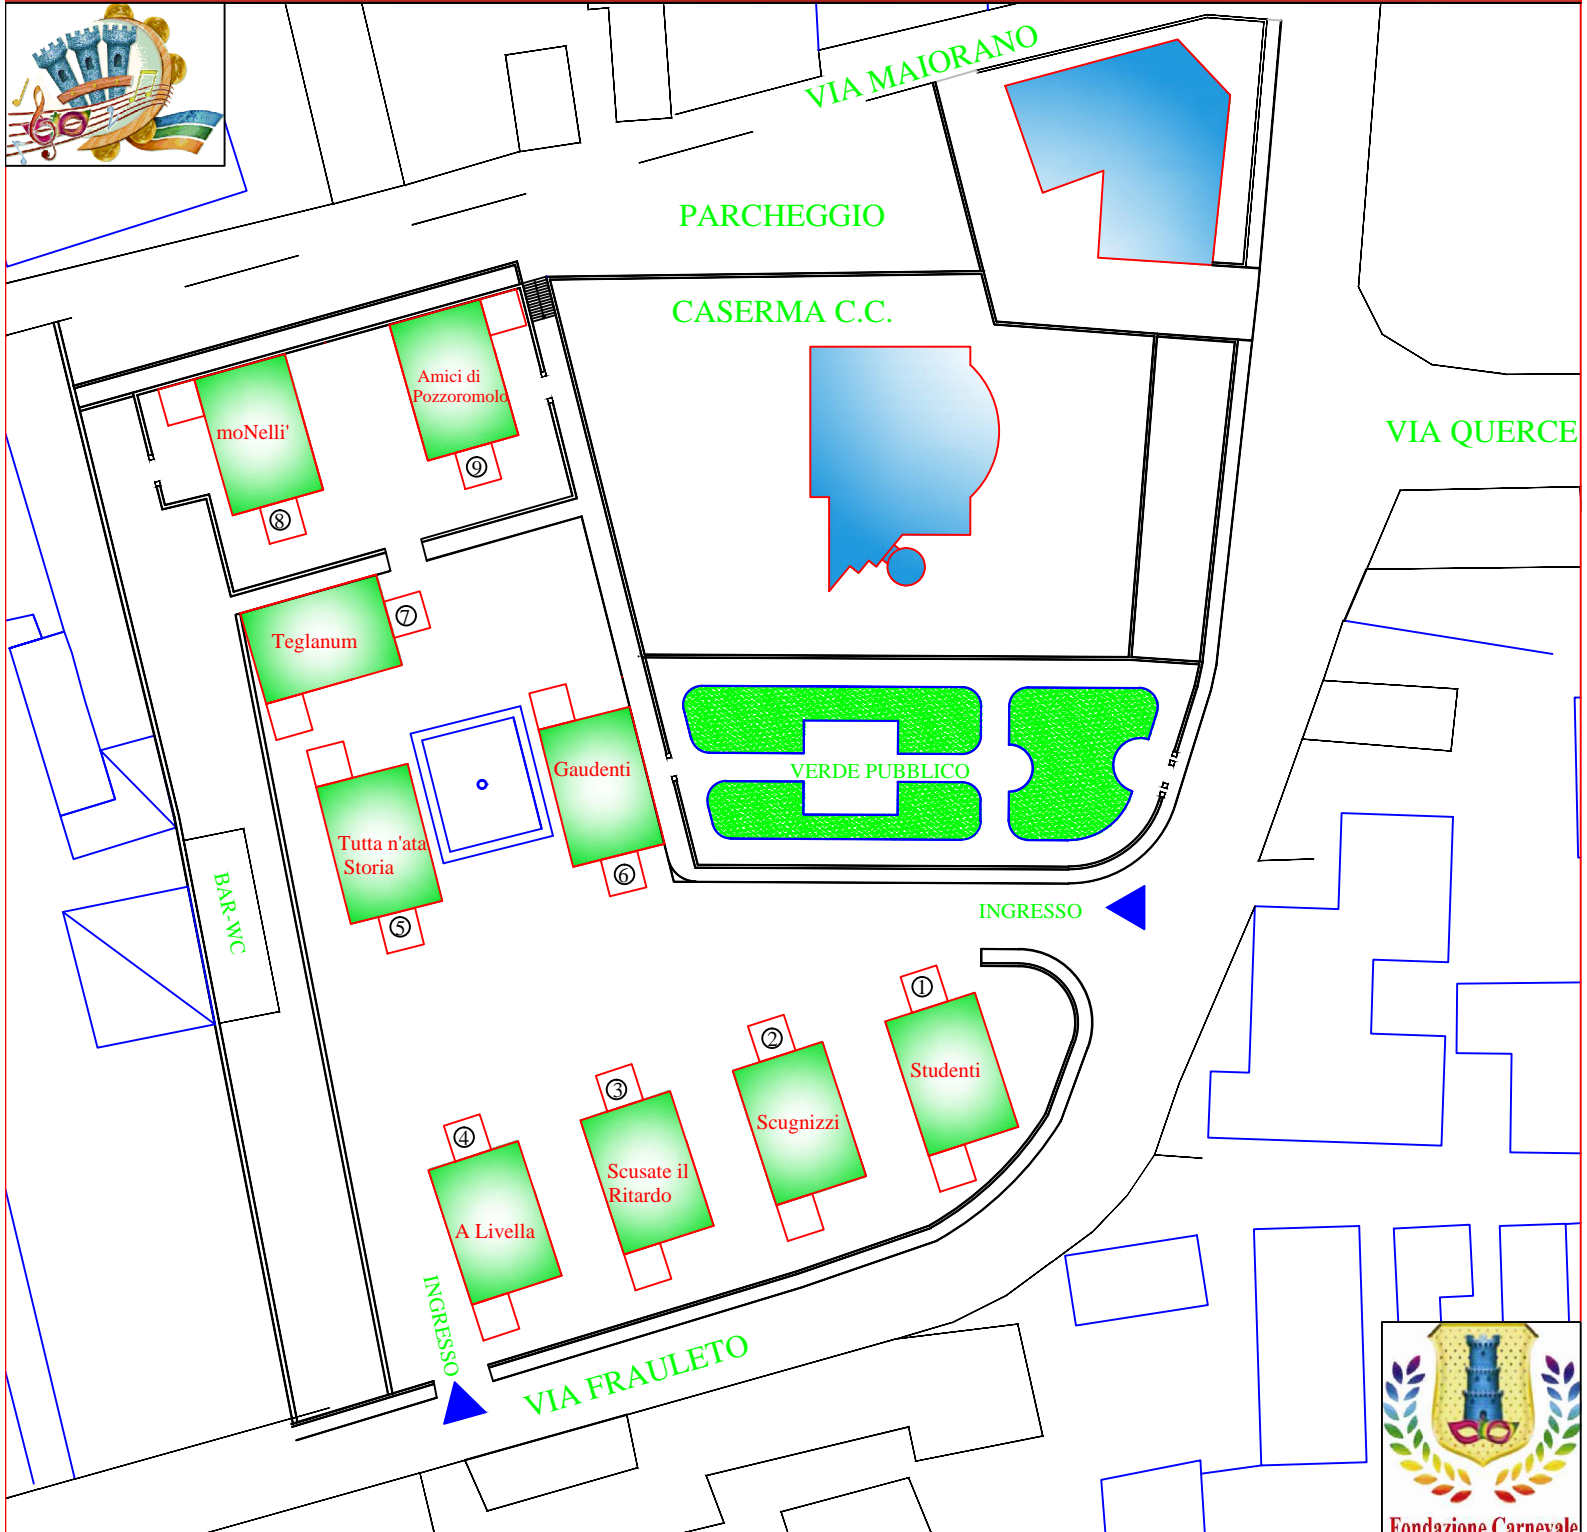 VIA MAIORANO
PARCHEGGIO
CASERMA C.C.
VIA QUERCE
Amici di
Pozzoromolo
moNelli'
9
8
7
Teglanum
Gaudenti
VERDE PUBBLICO
Tutta n'ata
Storia
6
BAR-WC
5
INGRESSO
1
2
Studenti
3
Scugnizzi
4
Scusate il
Ritardo
A Livella
INGRESSO
VIA FRAULETO
Fondazione Carnevale